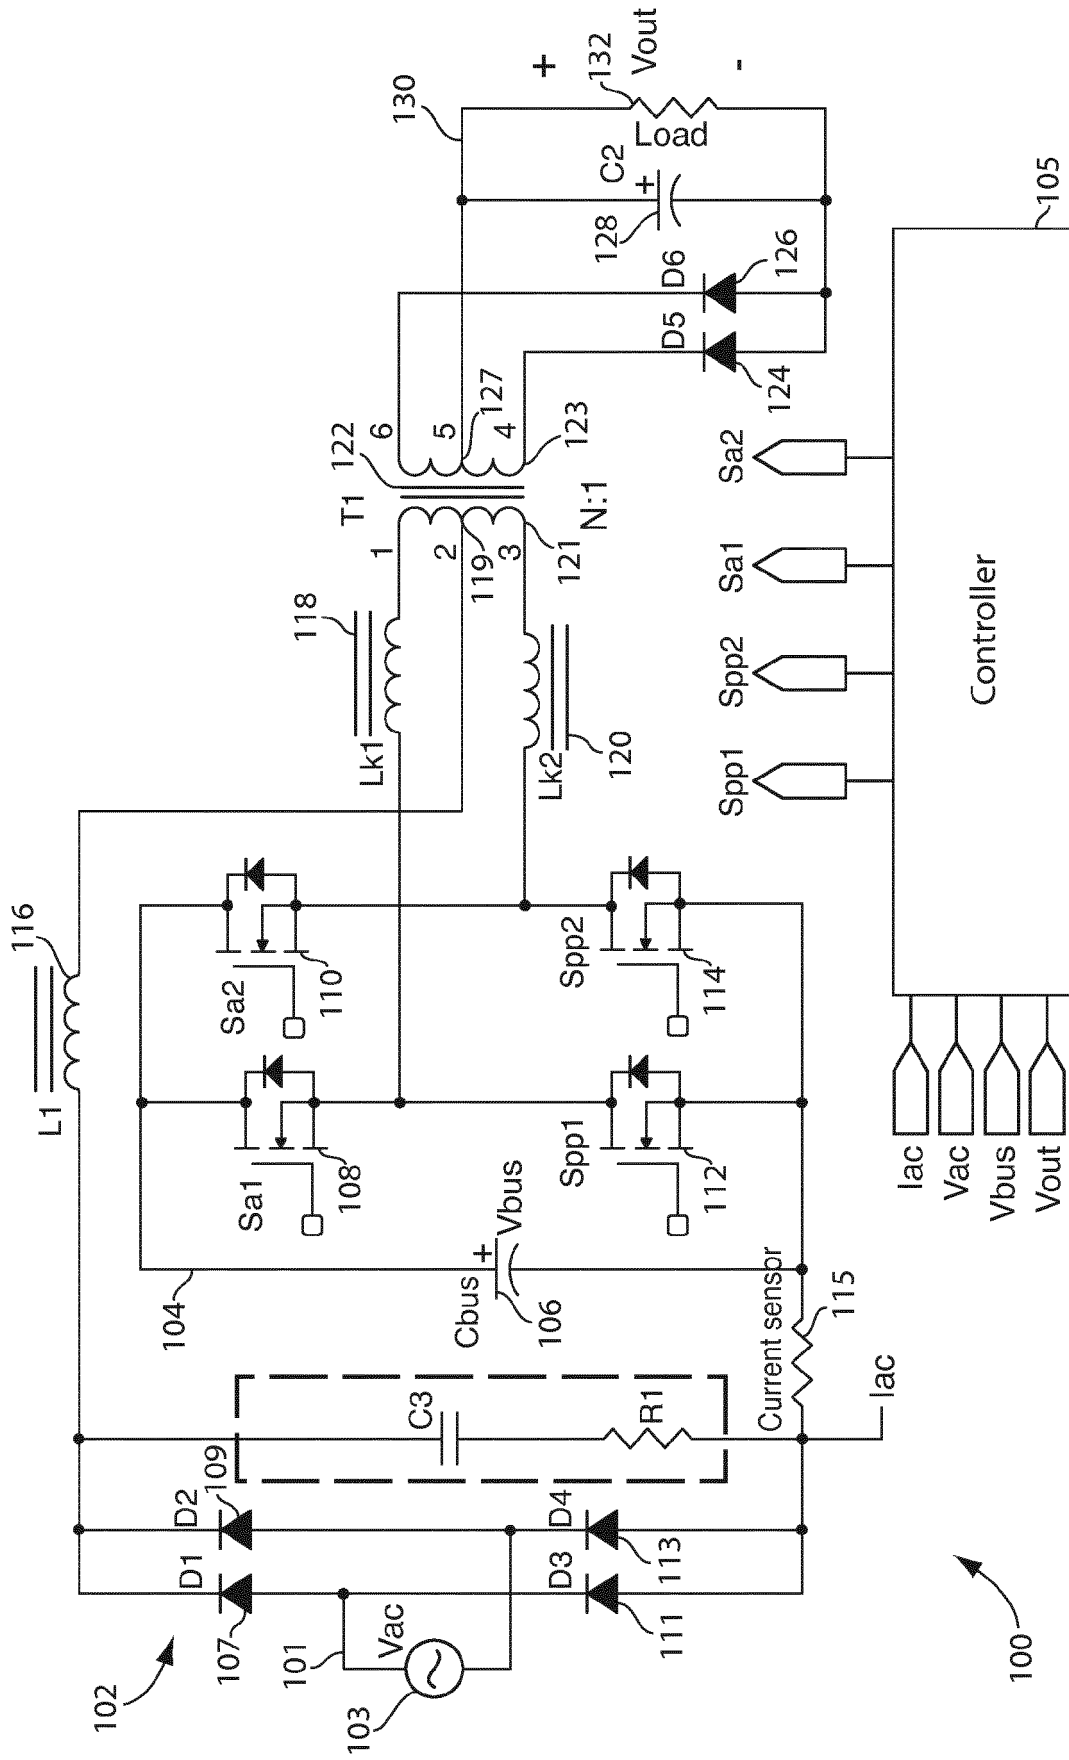 L1
116
T1
122
118
Lk1
Lk2
120
1
2
3
119
121
6
5
4
127
123
N:1
130
+
-
132
Vout
Load
C2
+
128
D6
D5
126
124
102
D1
D2
107
109
Vac
101
103
D3
D4
111
113
C3
R1
104
Cbus
+
Vbus
106
Sa1
108
Sa2
110
Spp1
112
Spp2
114
Current sensor
115
Iac
100
Spp1
Spp2
Sa1
Sa2
Controller
105
Iac
Vac
Vbus
Vout